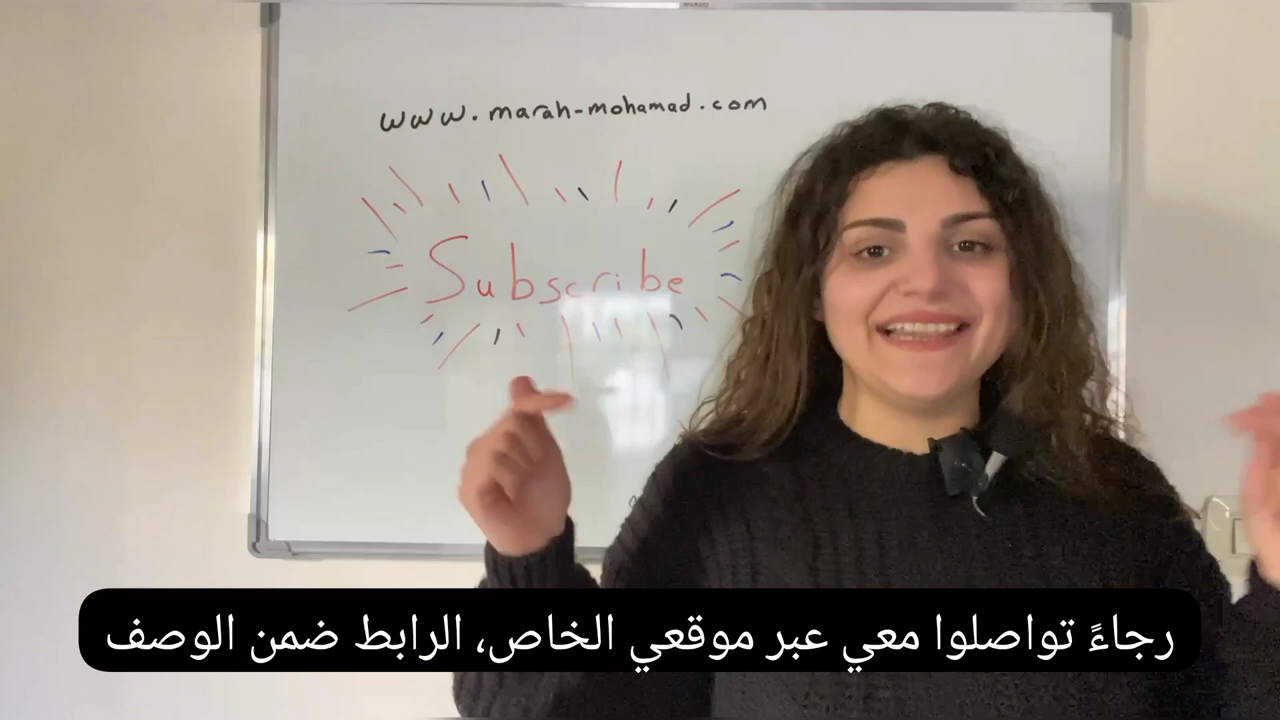 www.marah-mohamad.com
Subscribe
رجاءً تواصلوا معي عبر موقعي الخاص، الرابط ضمن الوصف